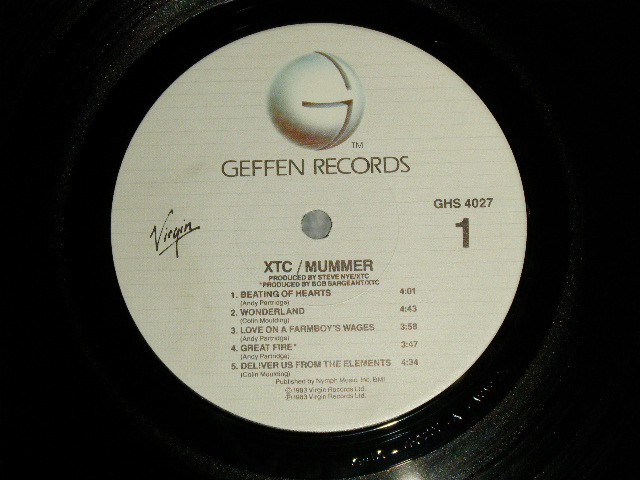 TM
GEFFEN RECORDS
GHS 4027
1
Virgin
XTC / MUMMER
PRODUCED BY STEVE NYE/XTC
*PRODUCED BY BOB SARGEANT/XTC
1. BEATING OF HEARTS 4:01
(Andy Partridge)
2. WONDERLAND 4:43
(Colin Moulding)
3. LOVE ON A FARMBOY'S WAGES 3:58
(Andy Partridge)
4. GREAT FIRE* 3:47
(Andy Partridge)
5. DELIVER US FROM THE ELEMENTS 4:34
(Colin Moulding)
Published by Nymph Music, Inc. BMI
©1983 Virgin Records Ltd.
℗1983 Virgin Records Ltd.